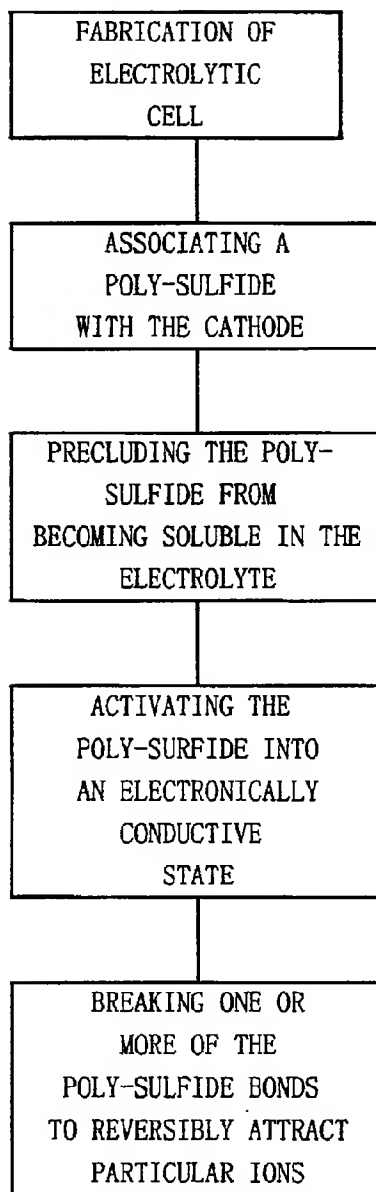 FABRICATION OF
ELECTROLYTIC
CELL
ASSOCIATING A
POLY-SULFIDE
WITH THE CATHODE
PRECLUDING THE POLY-
SULFIDE FROM
BECOMING SOLUBLE IN THE
ELECTROLYTE
ACTIVATING THE
POLY-SURFIDE INTO
AN ELECTRONICALLY
CONDUCTIVE
STATE
BREAKING ONE OR
MORE OF THE
POLY-SULFIDE BONDS
TO REVERSIBLY ATTRACT
PARTICULAR IONS